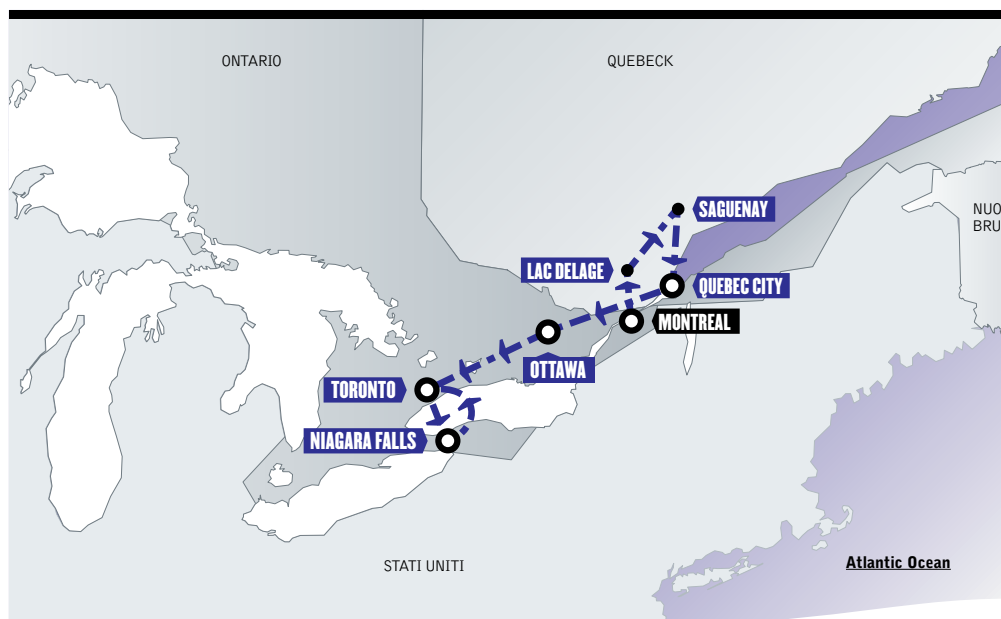 ONTARIO
QUEBECK
SAGUENAY
NUO
BRU
LAC DELAGE
QUEBEC CITY
MONTREAL
OTTAWA
TORONTO
NIAGARA FALLS
STATI UNITI
Atlantic Ocean